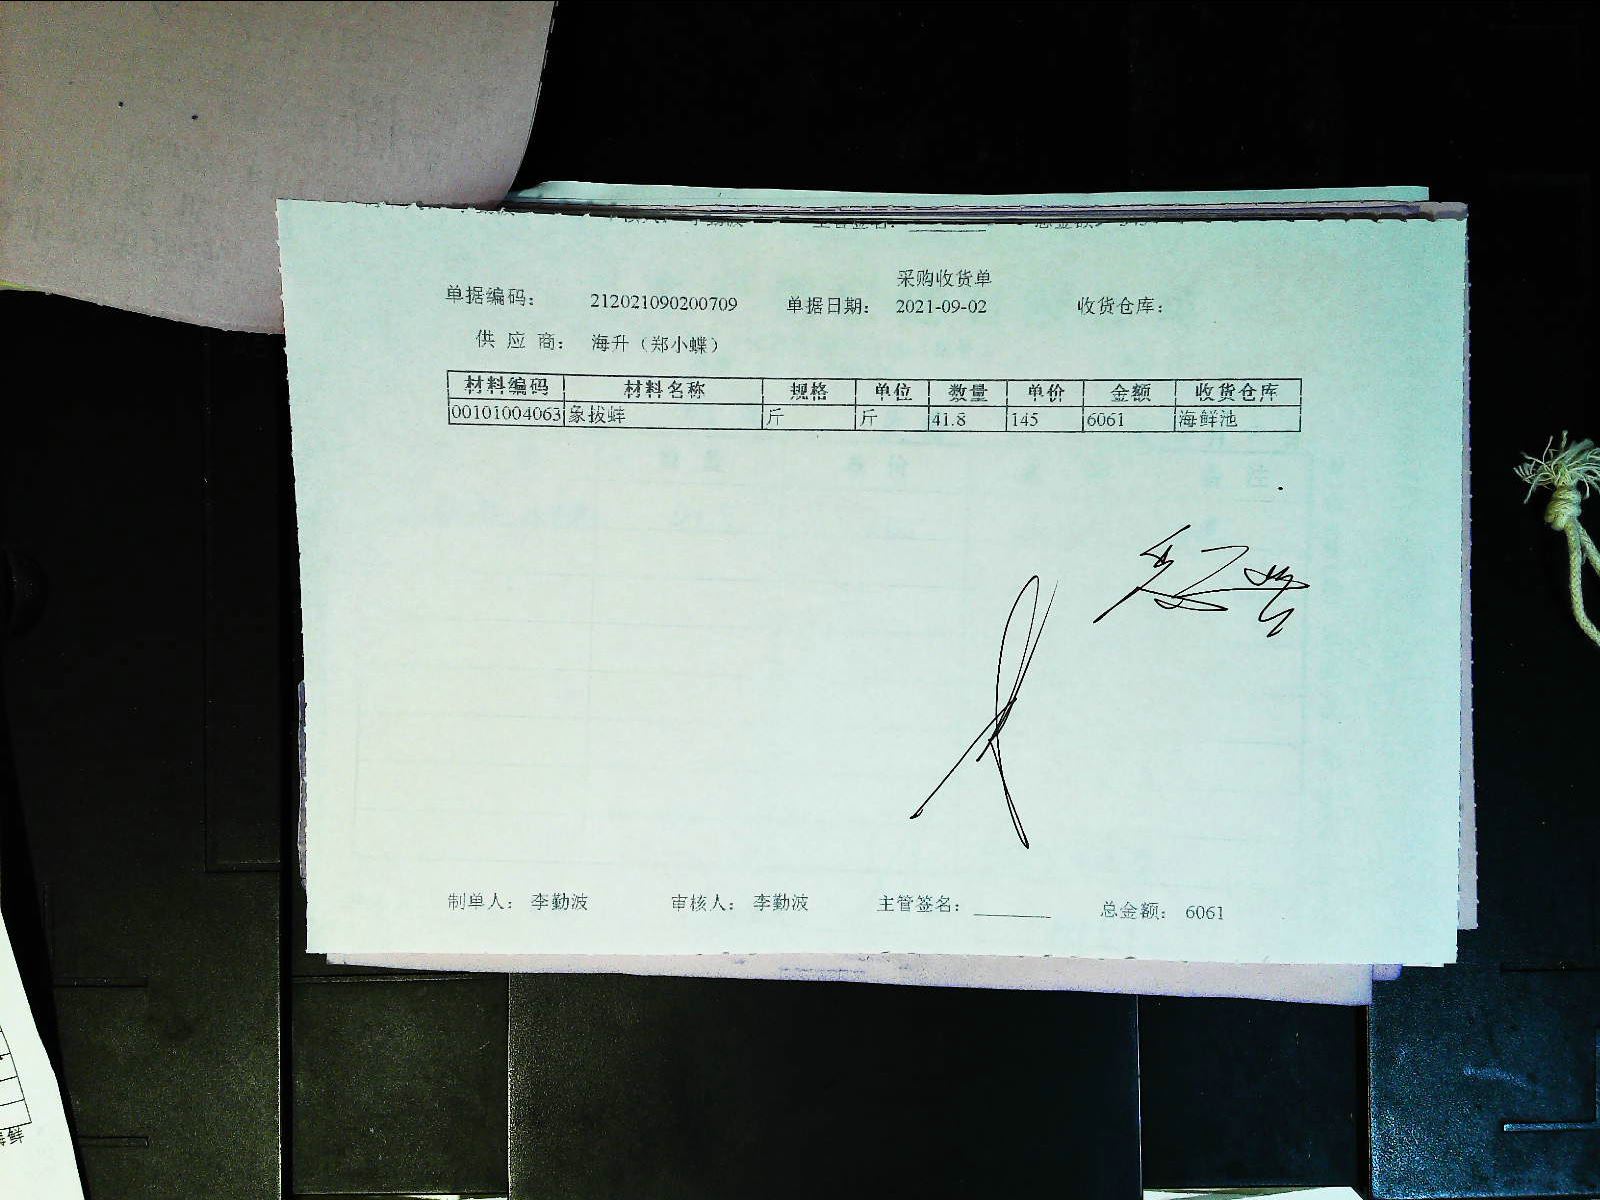 采购收货单
单据编码： 212021090200709 单据日期： 2021-09-02 收货仓库：
供 应 商： 海升（郑小蝶）
材料编码 材料名称 规格 单位 数量 单价 金额 收货仓库
00101004063 象拔蚌 斤 斤 41.8 145 6061 海鲜池
制单人： 李勤波 审核人： 李勤波 主管签名： ______ 总金额： 6061